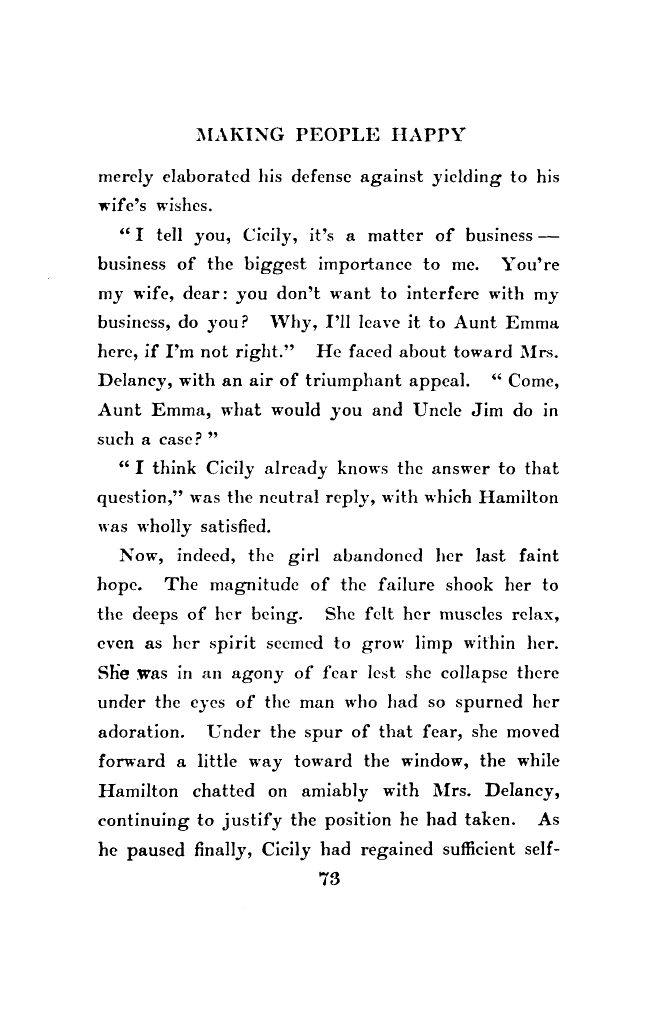 MAKING PEOPLE HAPPY
merely elaborated his defense against yielding to his
wife's wishes.
“I tell you, Cicily, it's a matter of business —
business of the biggest importance to me. You're
my wife, dear: you don't want to interfere with my
business, do you? Why, I'll leave it to Aunt Emma
here, if I'm not right.” He faced about toward Mrs.
Delancy, with an air of triumphant appeal. “Come,
Aunt Emma, what would you and Uncle Jim do in
such a case?”
“I think Cicily already knows the answer to that
question,” was the neutral reply, with which Hamilton
was wholly satisfied.
Now, indeed, the girl abandoned her last faint
hope. The magnitude of the failure shook her to
the deeps of her being. She felt her muscles relax,
even as her spirit seemed to grow limp within her.
She was in an agony of fear lest she collapse there
under the eyes of the man who had so spurned her
adoration. Under the spur of that fear, she moved
forward a little way toward the window, the while
Hamilton chatted on amiably with Mrs. Delancy,
continuing to justify the position he had taken. As
he paused finally, Cicily had regained sufficient self-
73